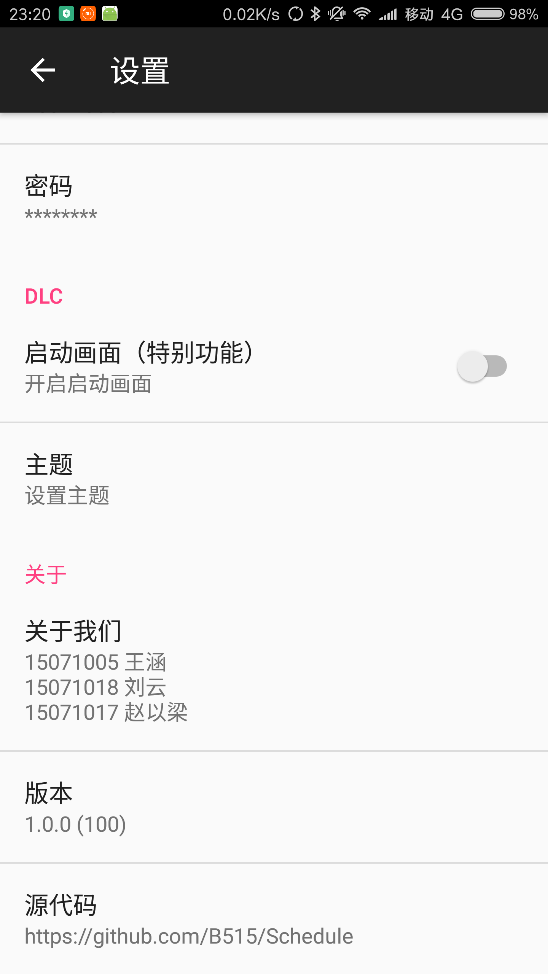 23:20 0.02K/s 移动 4G 98%
设置
密码
********
DLC
启动画面（特别功能）
开启启动画面
主题
设置主题
关于
关于我们
15071005 王涵
15071018 刘云
15071017 赵以梁
版本
1.0.0 (100)
源代码
https://github.com/B515/Schedule